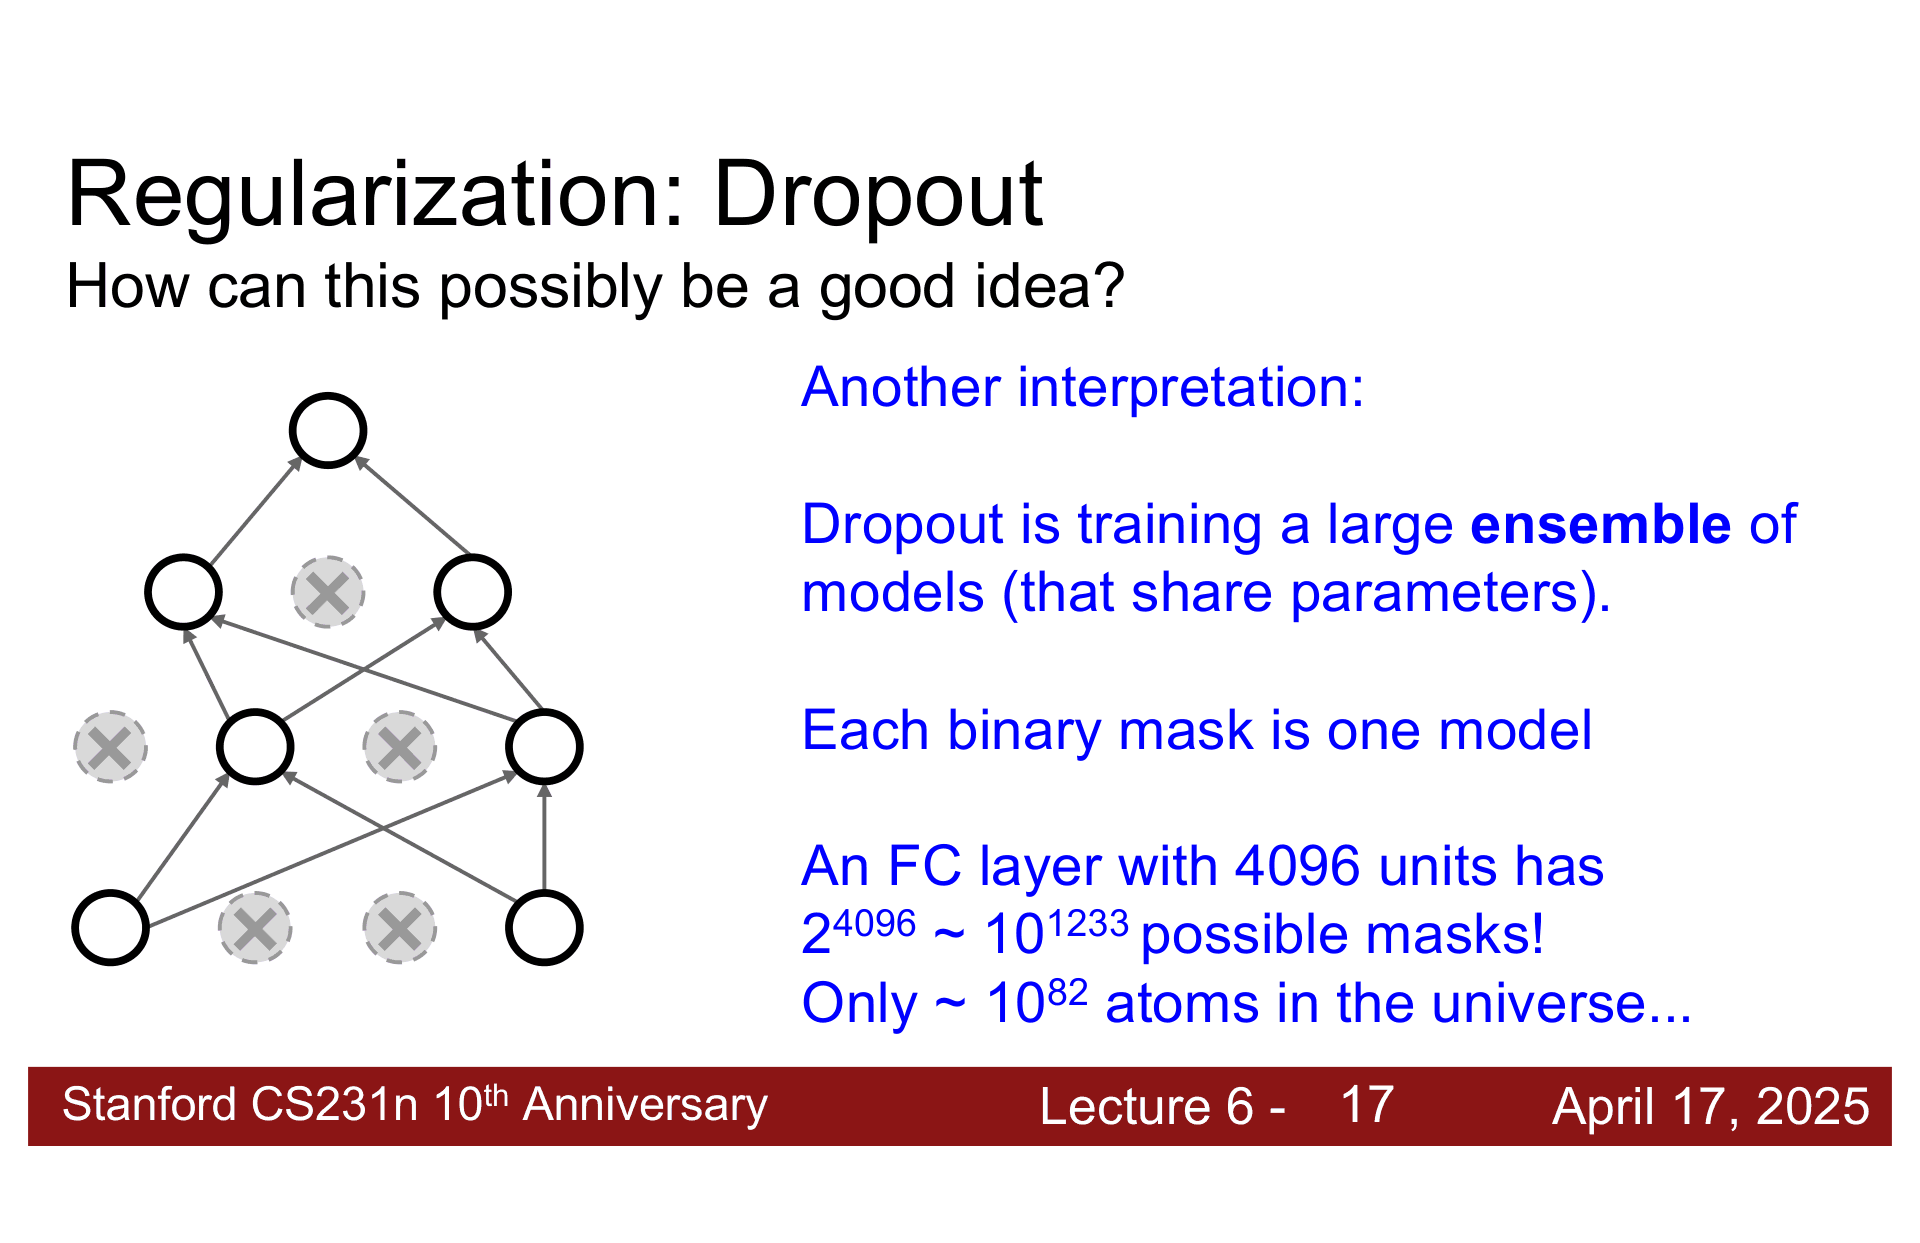 Regularization: Dropout
How can this possibly be a good idea?
Another interpretation:
Dropout is training a large ensemble of
models (that share parameters).
Each binary mask is one model
An FC layer with 4096 units has
2^4096 ~ 10^1233 possible masks!
Only ~ 10^82 atoms in the universe...
Stanford CS231n 10th Anniversary
Lecture 6 - 17
April 17, 2025